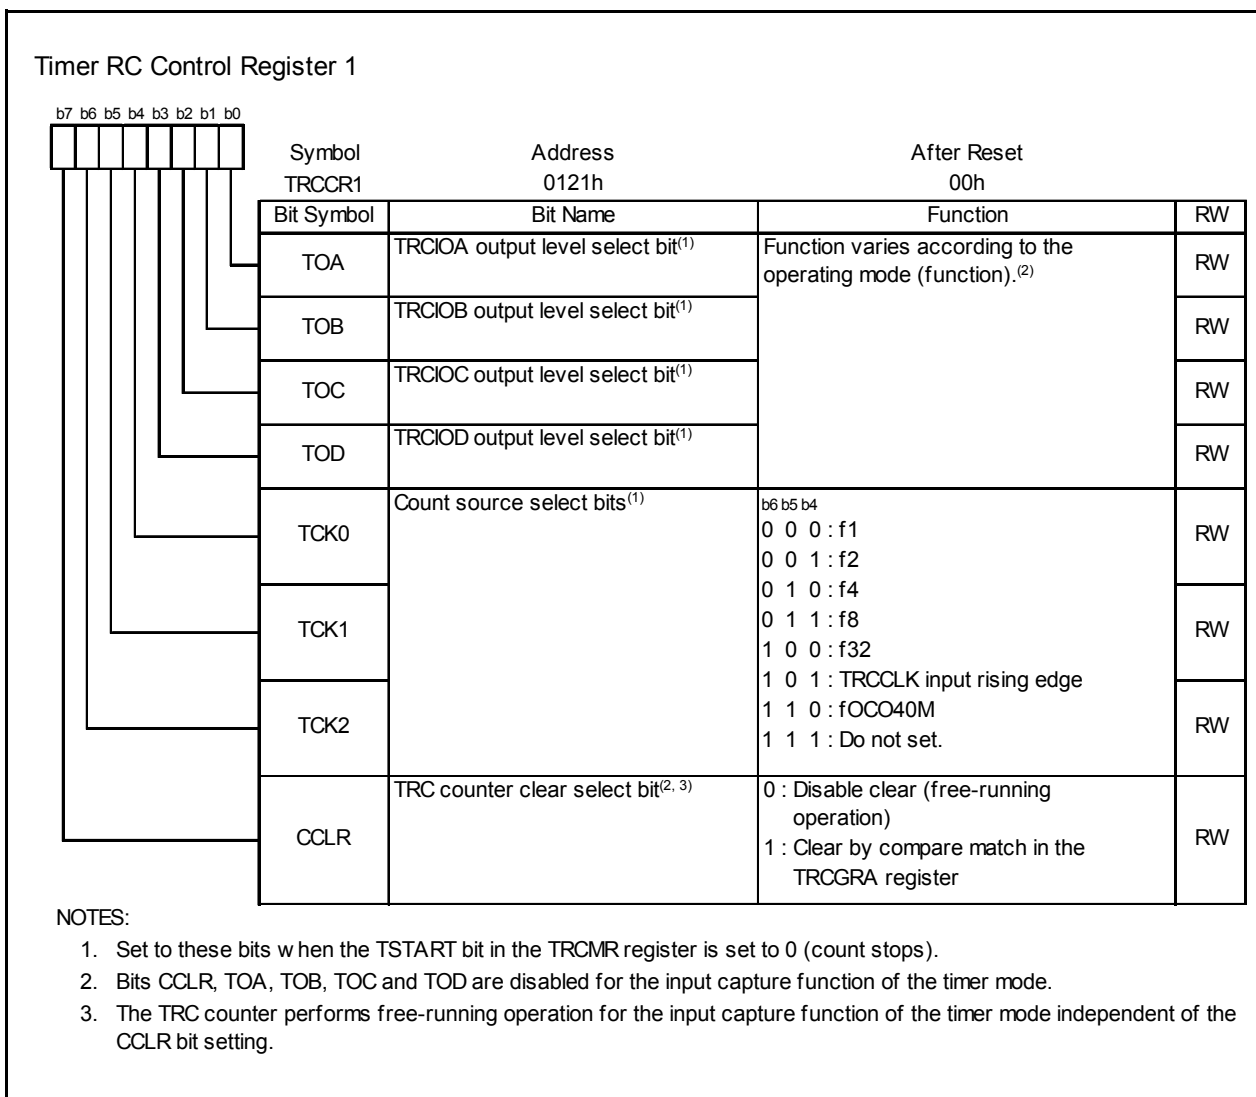 Timer RC Control Register 1
b7 b6 b5 b4 b3 b2 b1 b0
Symbol Address After Reset
TRCCR1 0121h 00h
Bit Symbol Bit Name Function RW
TOA TRCIOA output level select bit(1) Function varies according to the operating mode (function).(2) RW
TOB TRCIOB output level select bit(1) RW
TOC TRCIOC output level select bit(1) RW
TOD TRCIOD output level select bit(1) RW
Count source select bits(1) b6 b5 b4
TCK0 0 0 0 : f1 RW
0 0 1 : f2
0 1 0 : f4
TCK1 0 1 1 : f8 RW
1 0 0 : f32
1 0 1 : TRCCLK input rising edge
TCK2 1 1 0 : fOCO40M RW
1 1 1 : Do not set.
CCLR TRC counter clear select bit(2, 3) 0 : Disable clear (free-running RW
operation)
1 : Clear by compare match in the
TRCGRA register
NOTES:
1. Set to these bits when the TSTART bit in the TRCMR register is set to 0 (count stops).
2. Bits CCLR, TOA, TOB, TOC and TOD are disabled for the input capture function of the timer mode.
3. The TRC counter performs free-running operation for the input capture function of the timer mode independent of the
CCLR bit setting.